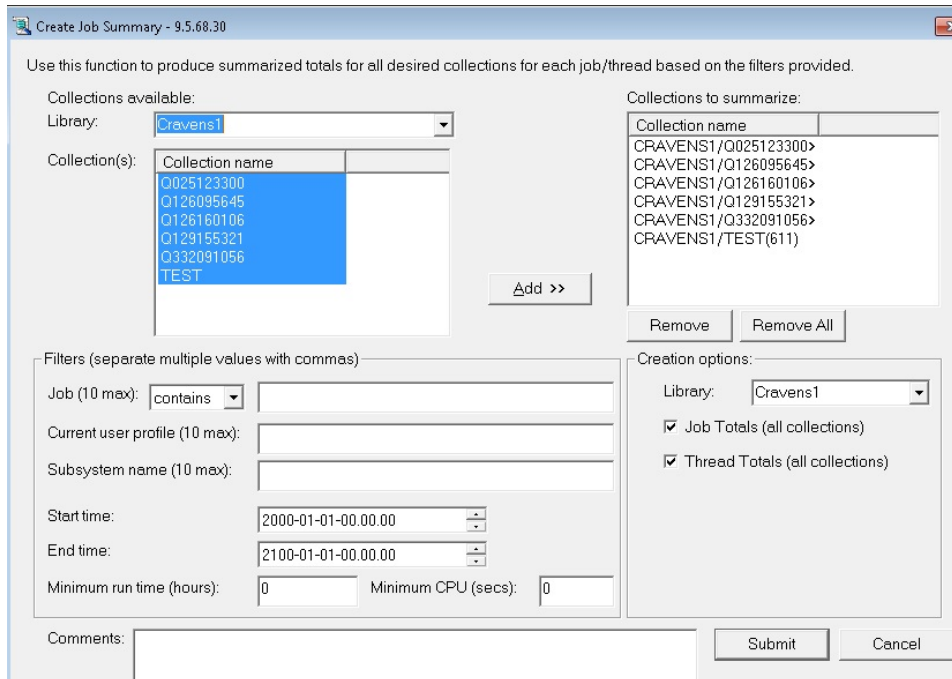 Create Job Summary - 9.5.68.30
Use this function to produce summarized totals for all desired collections for each job/thread based on the filters provided.
Collections available:
Library: Cravens1
Collection(s):
Collection name
Q025123300
Q126095645
Q126160106
Q129155321
Q332091056
TEST
Add >>
Collections to summarize:
Collection name
CRAVENS1/Q025123300>
CRAVENS1/Q126095645>
CRAVENS1/Q126160106>
CRAVENS1/Q129155321>
CRAVENS1/Q332091056>
CRAVENS1/TEST(611)
Remove Remove All
Filters (separate multiple values with commas)
Job (10 max): contains
Current user profile (10 max):
Subsystem name (10 max):
Start time: 2000-01-01-00.00.00
End time: 2100-01-01-00.00.00
Minimum run time (hours): 0 Minimum CPU (secs): 0
Creation options:
Library: Cravens1
Job Totals (all collections)
Thread Totals (all collections)
Comments:
Submit Cancel